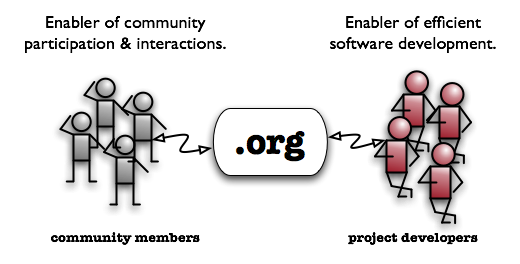 Enabler of community
participation & interactions.
Enabler of efficient
software development.
.org
community members
project developers